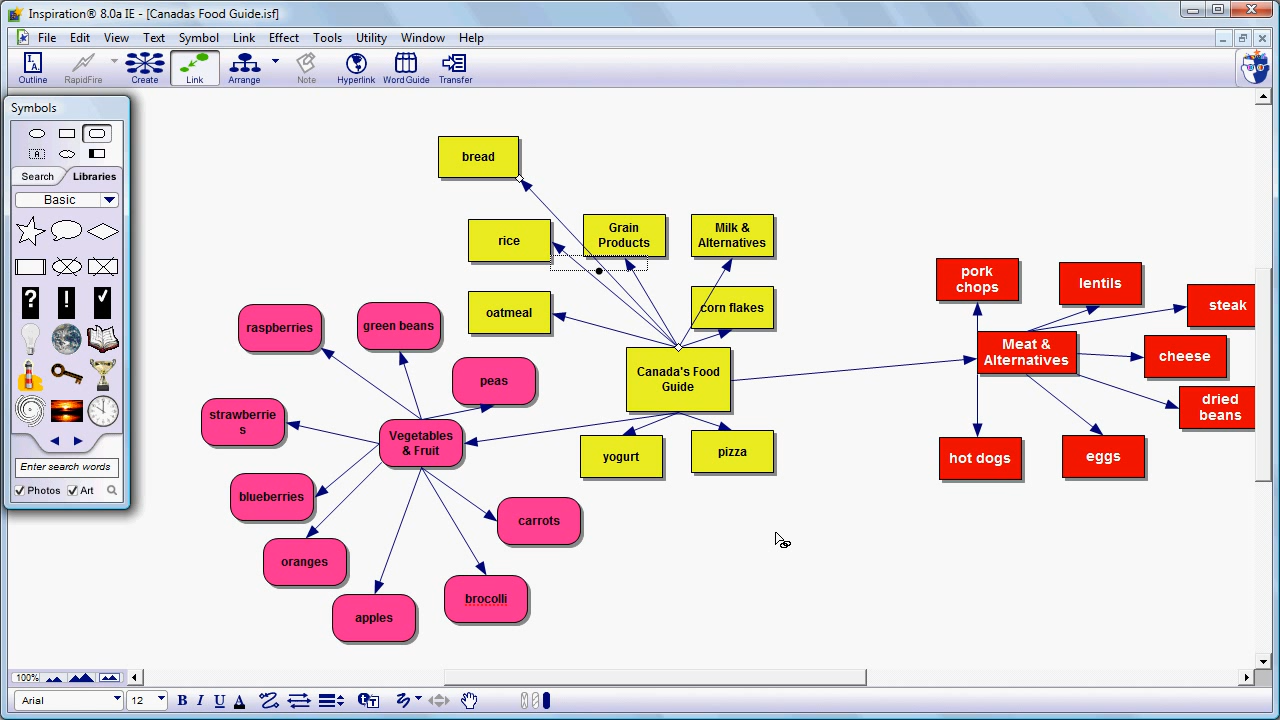 Inspiration® 8.0a IE - [Canadas Food Guide.isf]
File Edit View Text Symbol Link Effect Tools Utility Window Help
Outline RapidFire Create Link Arrange Note Hyperlink Word Guide Transfer
Symbols
Search Libraries
Basic
Enter search words
Photos Art
bread
rice
Grain
Products
Milk &
Alternatives
oatmeal
corn flakes
Canada's Food
Guide
yogurt
pizza
raspberries
green beans
peas
strawberrie
s
Vegetables
& Fruit
blueberries
carrots
oranges
apples
brocolli
pork
chops
lentils
steak
Meat &
Alternatives
cheese
dried
beans
hot dogs
eggs
100%
Arial 12 B I U A